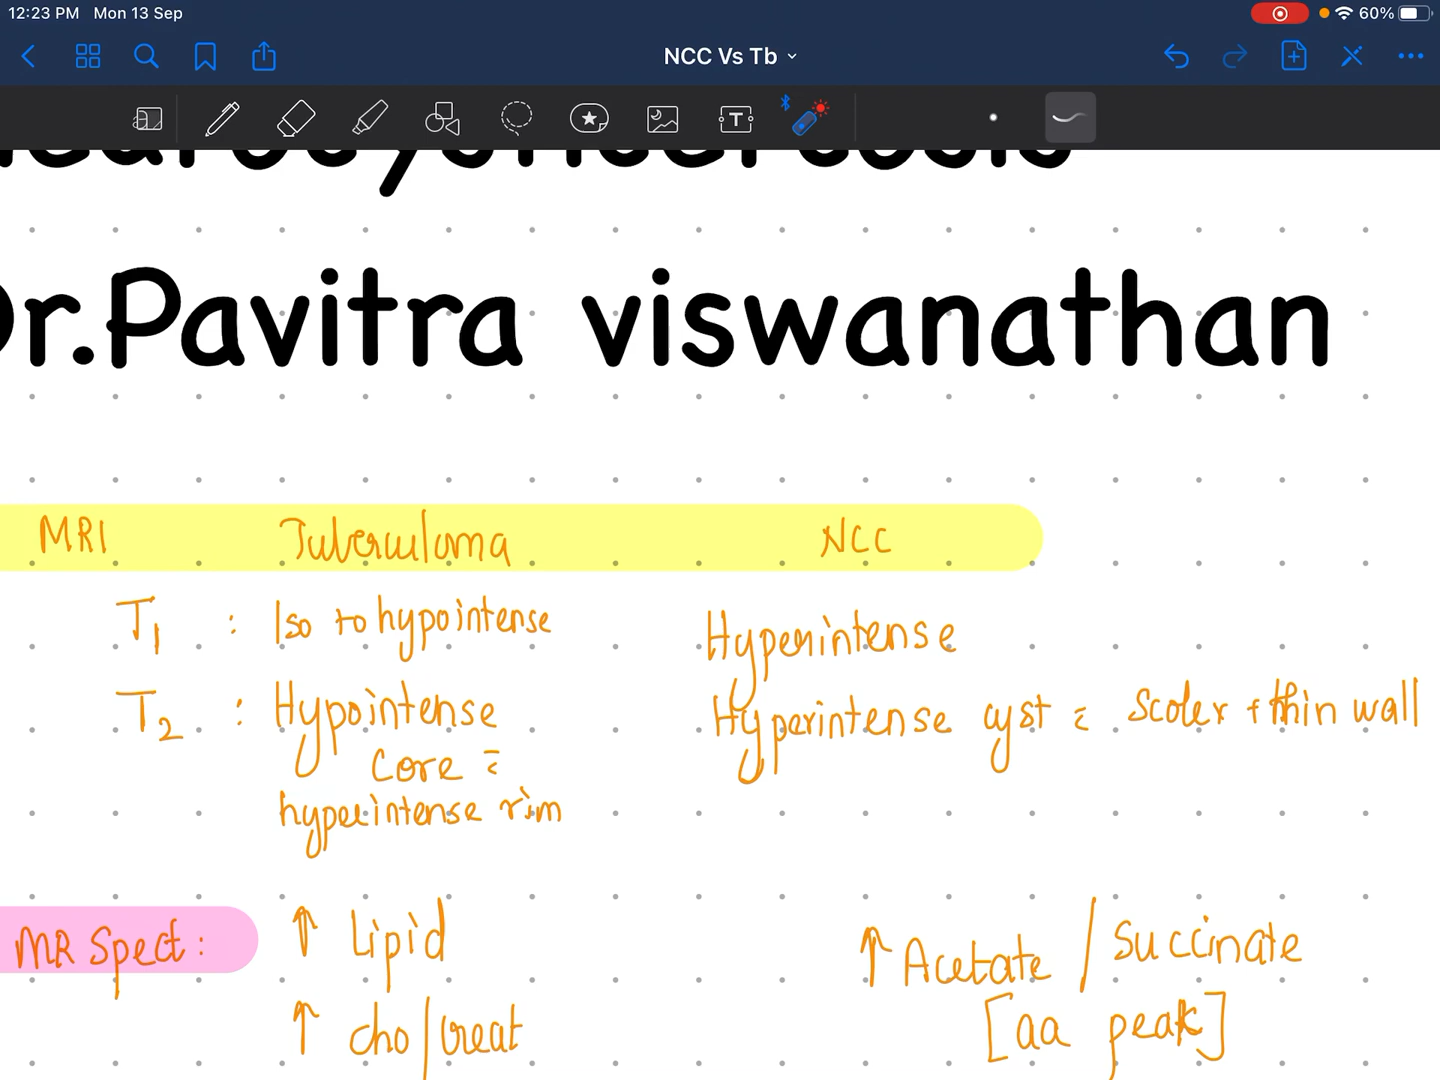 12:23 PM Mon 13 Sep
60%
NCC Vs Tb
neurocysticercosis
Dr.Pavitra viswanathan
MRI Tuberculoma NCC
T1 : Iso to hypointense Hyperintense
T2 : Hypointense Hyperintense cyst c̄ scolex + thin wall
core c̄
hyperintense rim
MR Spect: ↑ Lipid ↑ Acetate / Succinate
↑ cho/creat [aa peak]